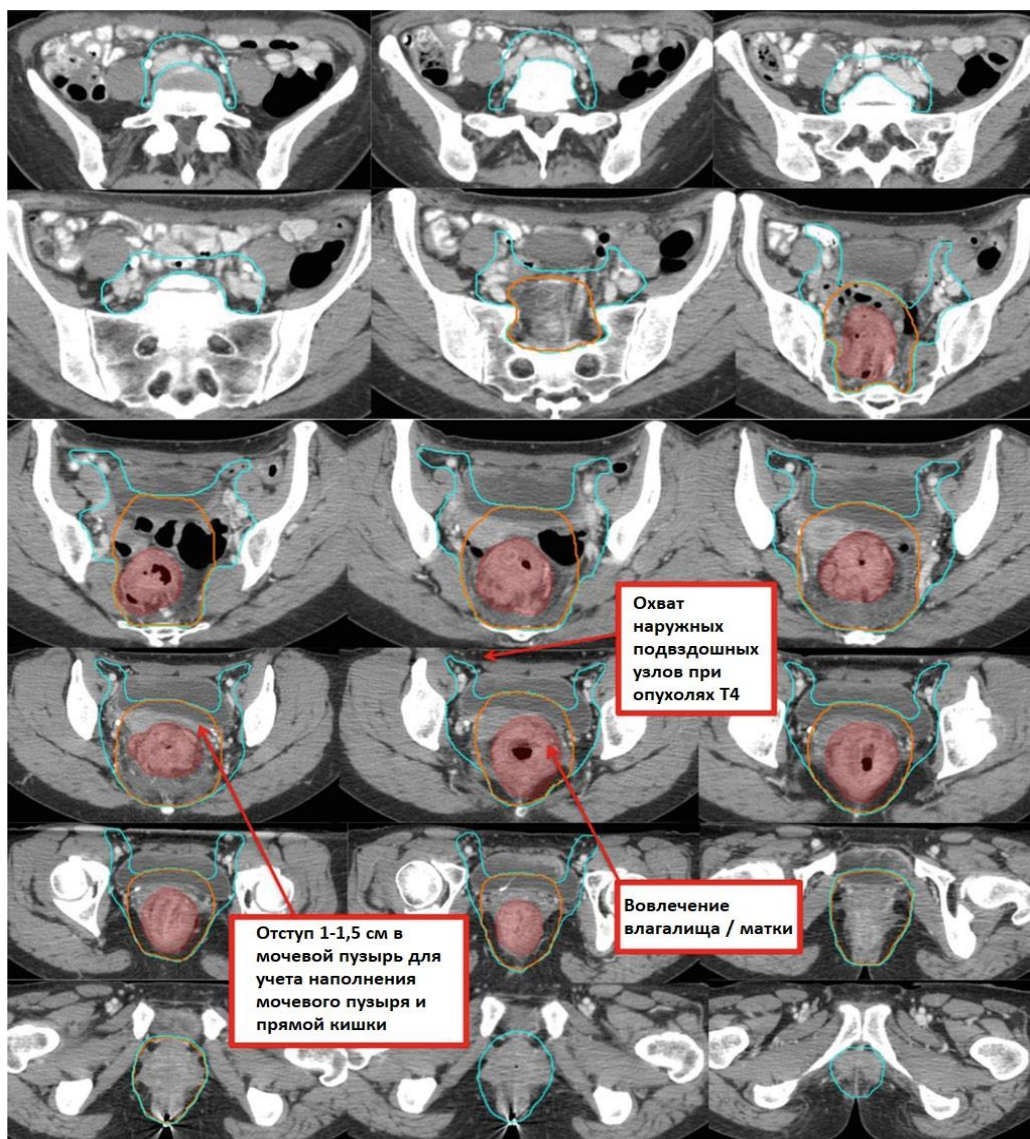 Охват
наружных
подвздошных
узлов при
опухолях Т4
Вовлечение
влагалища / матки
Отступ 1-1,5 см в
мочевой пузырь для
учета наполнения
мочевого пузыря и
прямой кишки